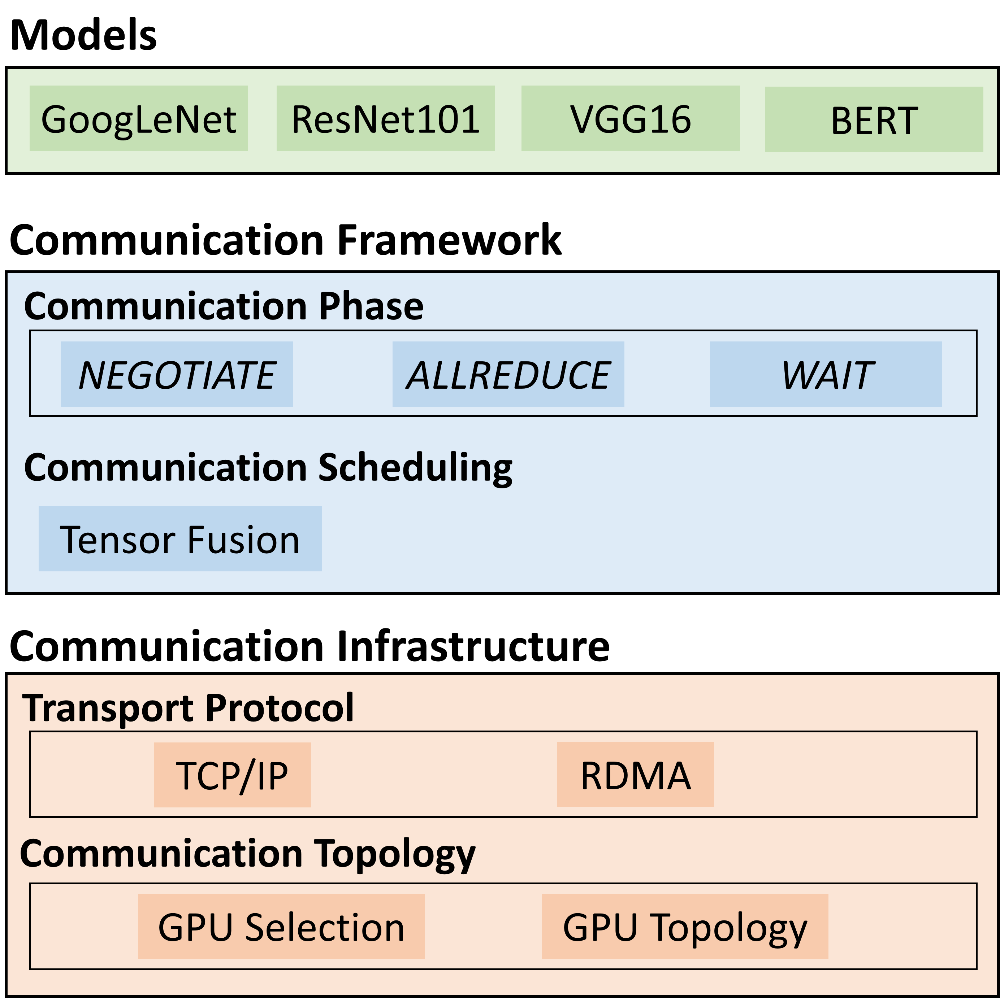 Models
GoogLeNet ResNet101 VGG16 BERT
Communication Framework
Communication Phase
NEGOTIATE ALLREDUCE WAIT
Communication Scheduling
Tensor Fusion
Communication Infrastructure
Transport Protocol
TCP/IP RDMA
Communication Topology
GPU Selection GPU Topology